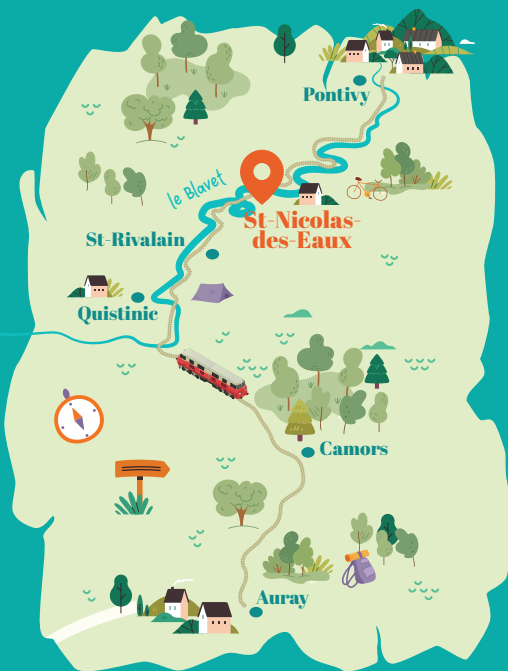 Pontivy
le Blavet
St-Nicolas-
des-Eaux
St-Rivalain
Quistinic
Camors
Auray